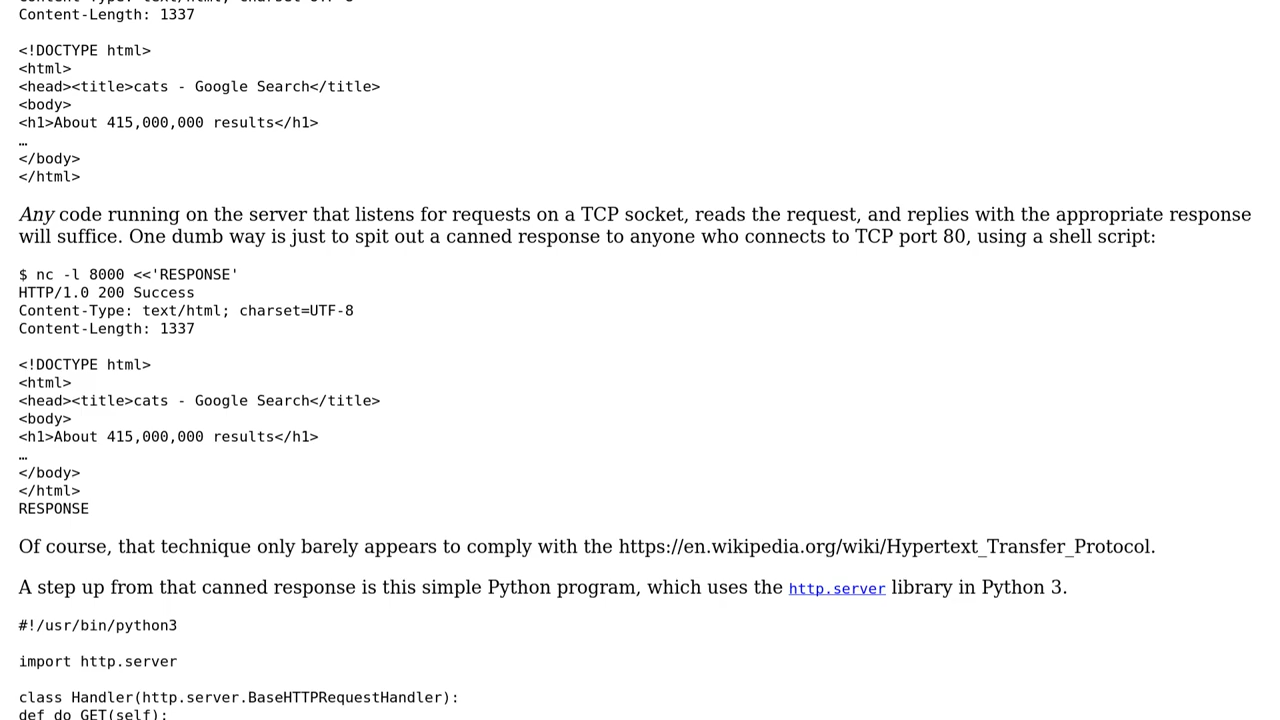 Content-Type: text/html; charset=UTF-8
Content-Length: 1337
<!DOCTYPE html>
<html>
<head><title>cats - Google Search</title>
<body>
<h1>About 415,000,000 results</h1>
…
</body>
</html>
Any code running on the server that listens for requests on a TCP socket, reads the request, and replies with the appropriate response
will suffice. One dumb way is just to spit out a canned response to anyone who connects to TCP port 80, using a shell script:
$ nc -l 8000 <<'RESPONSE'
HTTP/1.0 200 Success
Content-Type: text/html; charset=UTF-8
Content-Length: 1337
<!DOCTYPE html>
<html>
<head><title>cats - Google Search</title>
<body>
<h1>About 415,000,000 results</h1>
…
</body>
</html>
RESPONSE
Of course, that technique only barely appears to comply with the https://en.wikipedia.org/wiki/Hypertext_Transfer_Protocol.
A step up from that canned response is this simple Python program, which uses the http.server library in Python 3.
#!/usr/bin/python3
import http.server
class Handler(http.server.BaseHTTPRequestHandler):
def do_GET(self):